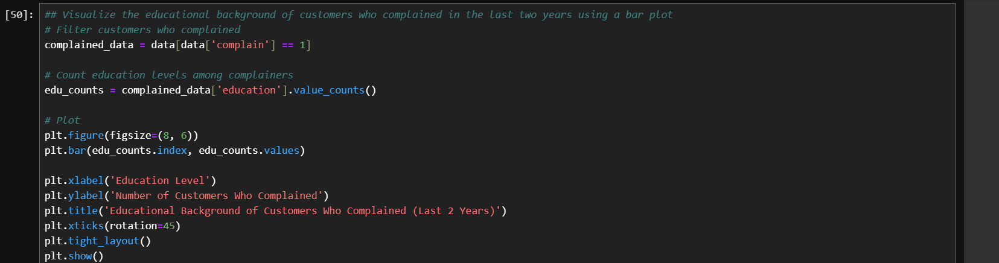 [50]:
## Visualize the educational background of customers who complained in the last two years using a bar plot
# Filter customers who complained
complained_data = data[data['complain'] == 1]
# Count education levels among complainers
edu_counts = complained_data['education'].value_counts()
# Plot
plt.figure(figsize=(8, 6))
plt.bar(edu_counts.index, edu_counts.values)
plt.xlabel('Education Level')
plt.ylabel('Number of Customers Who Complained')
plt.title('Educational Background of Customers Who Complained (Last 2 Years)')
plt.xticks(rotation=45)
plt.tight_layout()
plt.show()